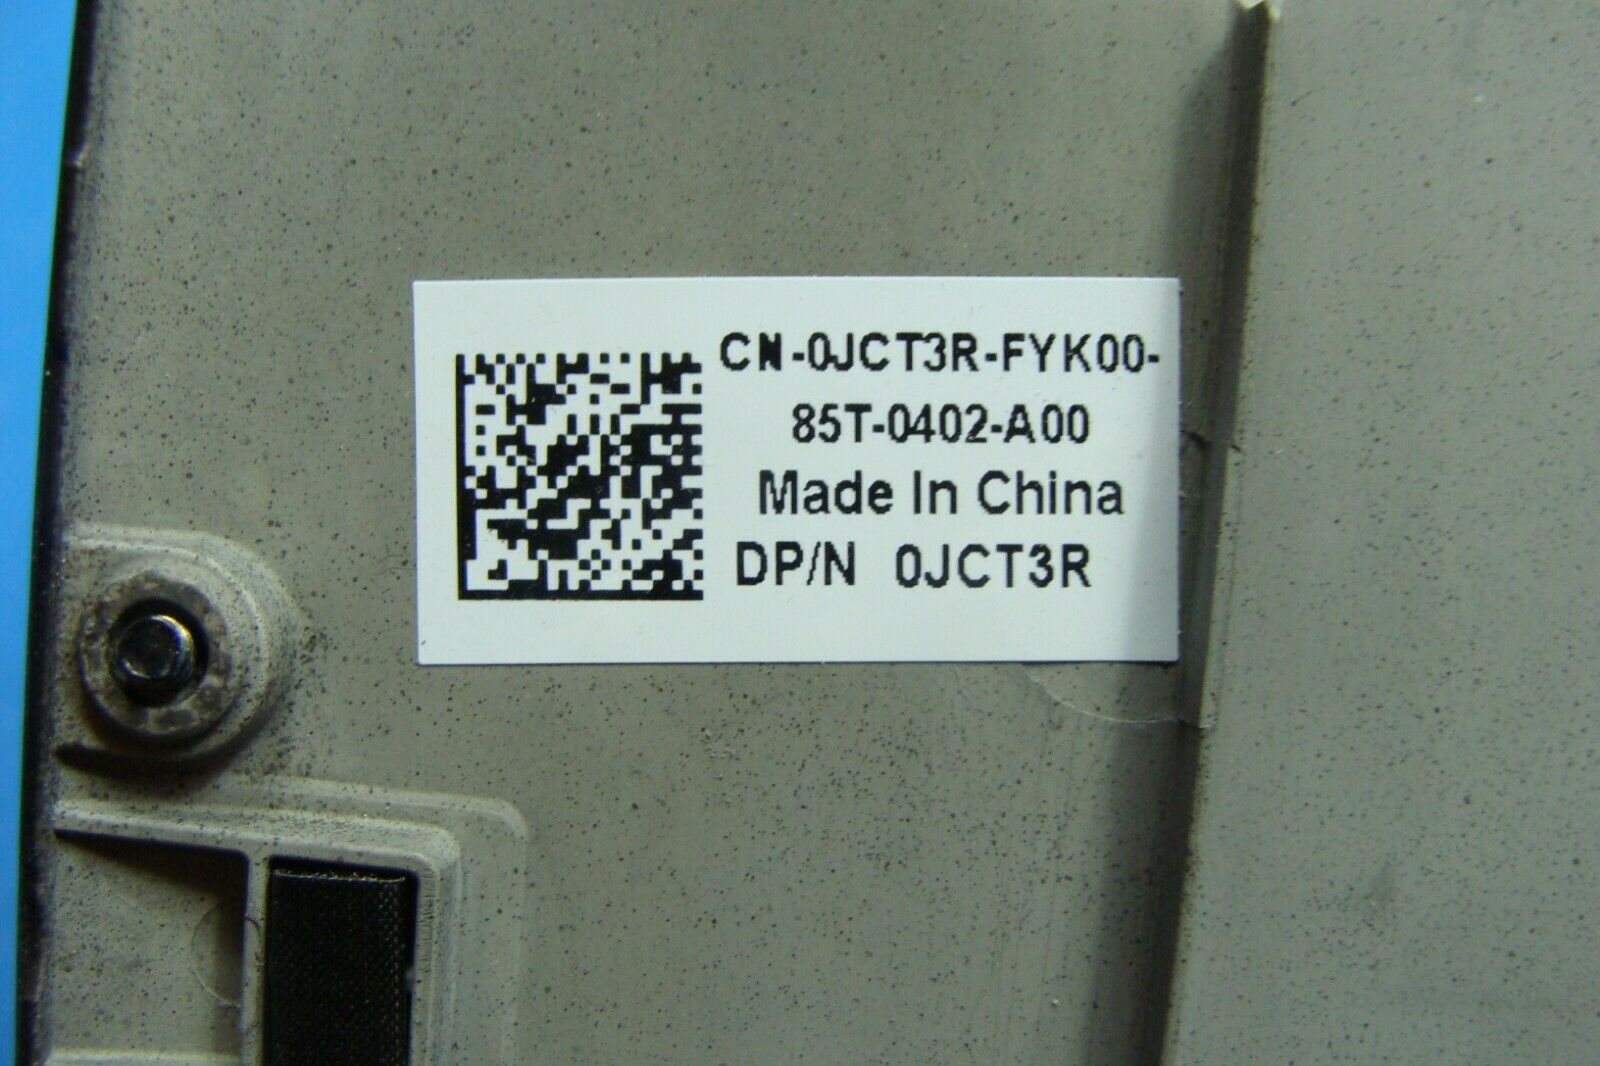 CN-0JCT3R-FYK00-
85T-0402-A00
Made In China
DP/N 0JCT3R